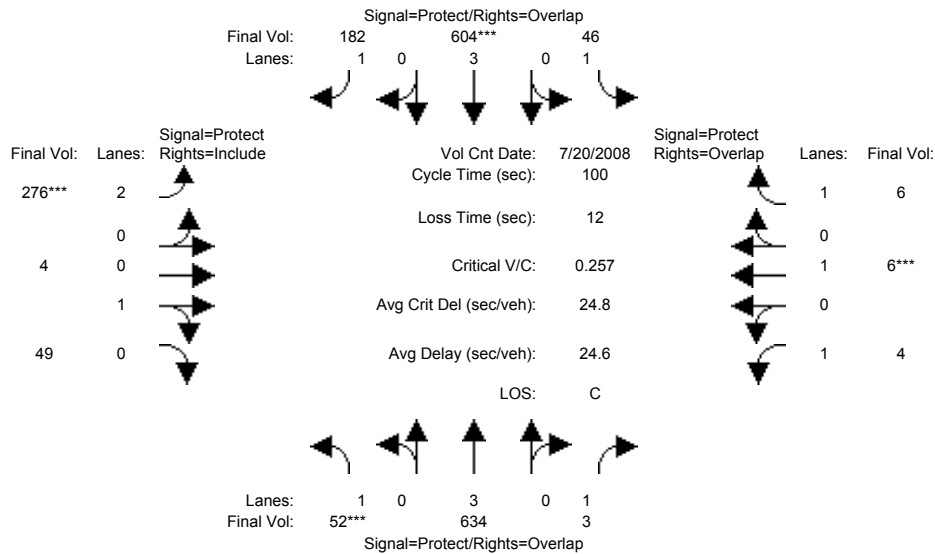 Signal=Protect/Rights=Overlap
Final Vol: 182 604*** 46
Lanes: 1 0 3 0 1
Signal=Protect Signal=Protect
Final Vol: Lanes: Rights=Include Vol Cnt Date: 7/20/2008 Rights=Overlap Lanes: Final Vol:
Cycle Time (sec): 100
276*** 2 1 6
Loss Time (sec): 12
0 0
4 0 Critical V/C: 0.257 1 6***
1 Avg Crit Del (sec/veh): 24.8 0
49 0 Avg Delay (sec/veh): 24.6 1 4
LOS: C
Lanes: 1 0 3 0 1
Final Vol: 52*** 634 3
Signal=Protect/Rights=Overlap